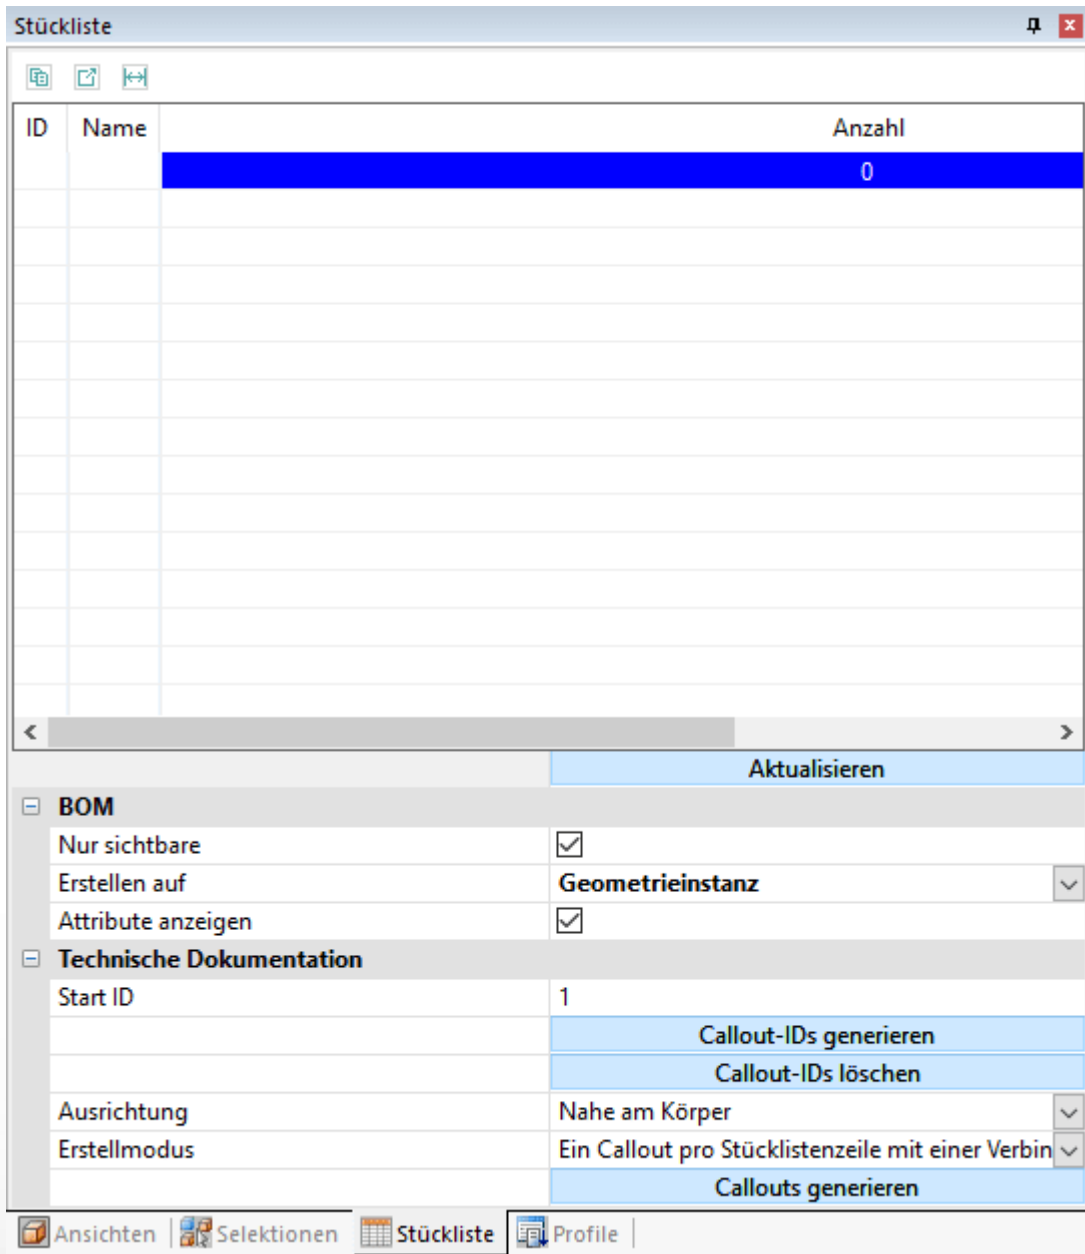 Stückliste
ID Name Anzahl
0
Aktualisieren
BOM
Nur sichtbare
Erstellen auf Geometrieinstanz
Attribute anzeigen
Technische Dokumentation
Start ID 1
Callout-IDs generieren
Callout-IDs löschen
Ausrichtung Nahe am Körper
Erstellmodus Ein Callout pro Stücklistenzeile mit einer Verbin
Callouts generieren
Ansichten Selektionen Stückliste Profile